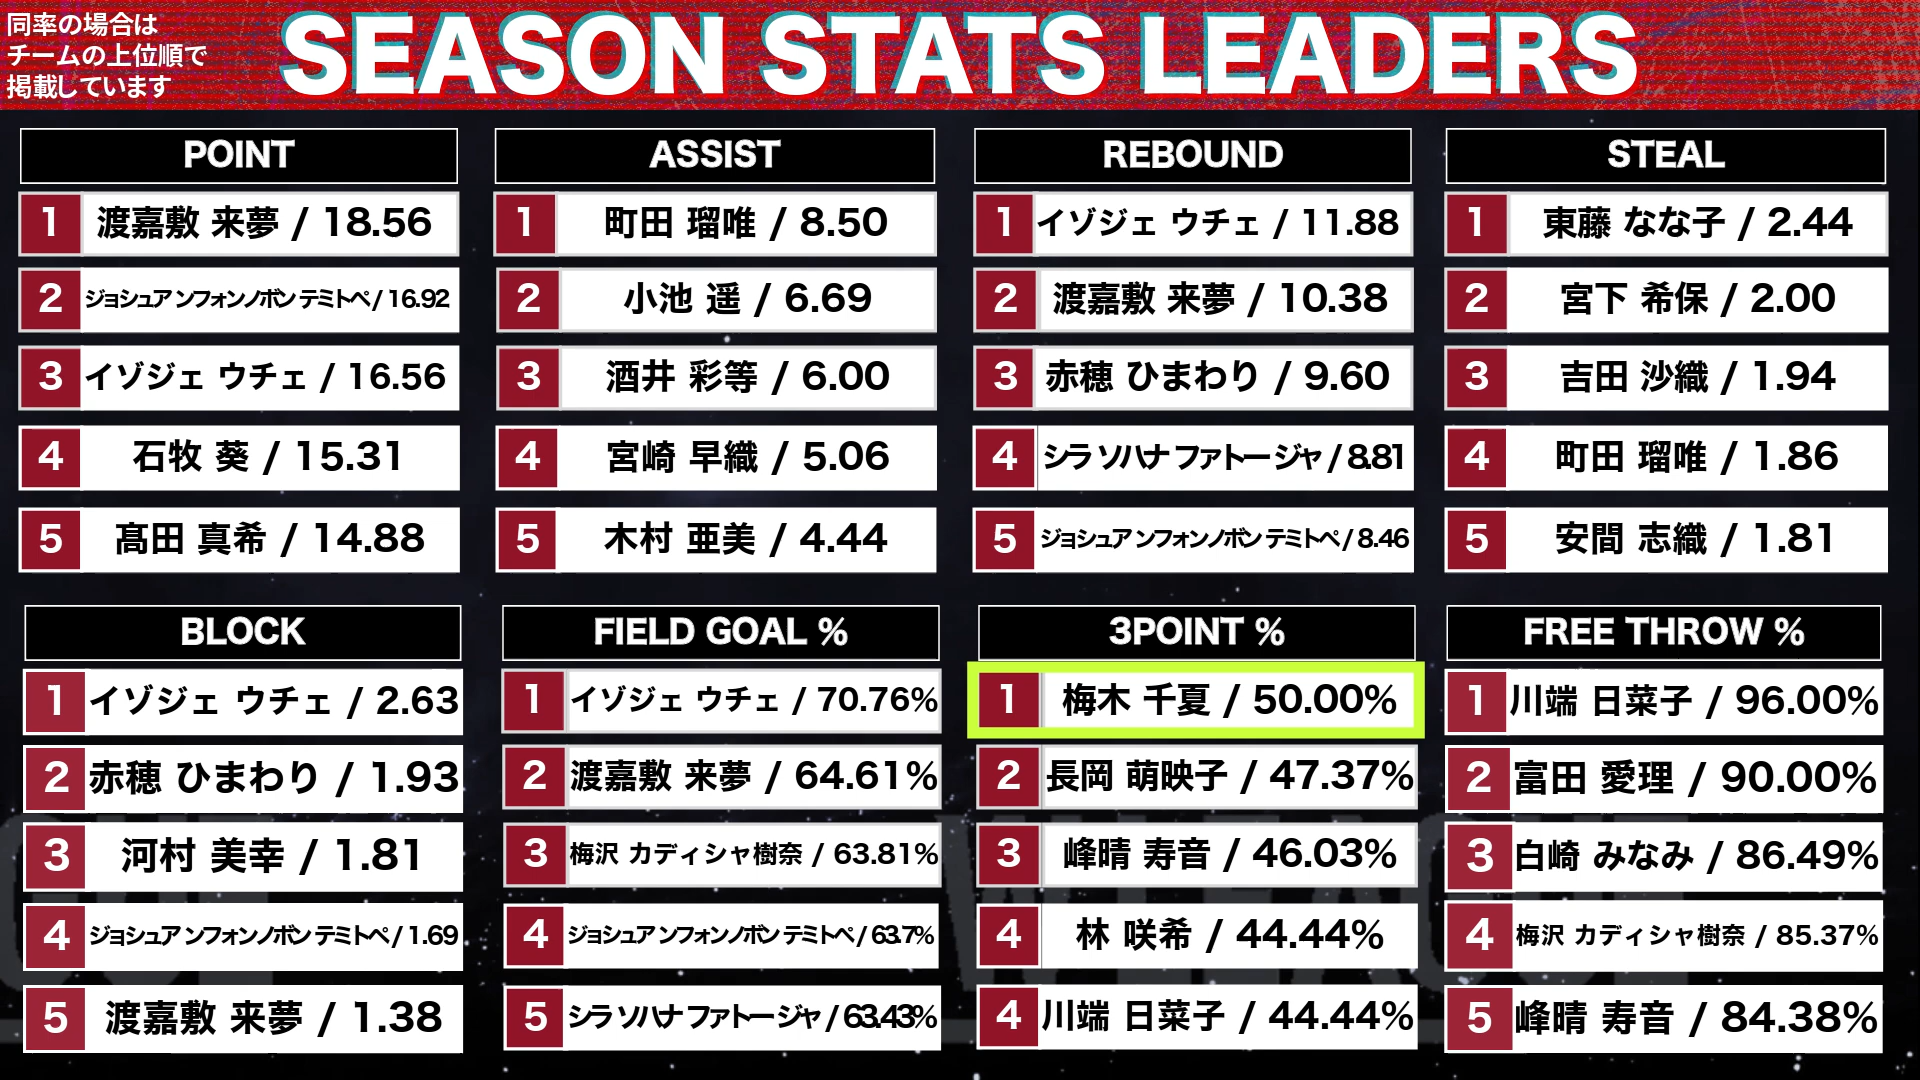 同率の場合は
チームの上位順で
掲載しています
SEASON STATS LEADERS
POINT
1 渡嘉敷 来夢 / 18.56
2 ジョシュア ンフォンノボン テミトペ / 16.92
3 イゾジェ ウチェ / 16.56
4 石牧 葵 / 15.31
5 髙田 真希 / 14.88
ASSIST
1 町田 瑠唯 / 8.50
2 小池 遥 / 6.69
3 酒井 彩等 / 6.00
4 宮崎 早織 / 5.06
5 木村 亜美 / 4.44
REBOUND
1 イゾジェ ウチェ / 11.88
2 渡嘉敷 来夢 / 10.38
3 赤穂 ひまわり / 9.60
4 シラ ソハナ ファトー ジャ / 8.81
5 ジョシュア ンフォンノボン テミトペ / 8.46
STEAL
1 東藤 なな子 / 2.44
2 宮下 希保 / 2.00
3 吉田 沙織 / 1.94
4 町田 瑠唯 / 1.86
5 安間 志織 / 1.81
BLOCK
1 イゾジェ ウチェ / 2.63
2 赤穂 ひまわり / 1.93
3 河村 美幸 / 1.81
4 ジョシュア ンフォンノボン テミトペ / 1.69
5 渡嘉敷 来夢 / 1.38
FIELD GOAL %
1 イゾジェ ウチェ / 70.76%
2 渡嘉敷 来夢 / 64.61%
3 梅沢 カディシャ樹奈 / 63.81%
4 ジョシュア ンフォンノボン テミトペ / 63.7%
5 シラ ソハナ ファトー ジャ / 63.43%
3POINT %
1 梅木 千夏 / 50.00%
2 長岡 萌映子 / 47.37%
3 峰晴 寿音 / 46.03%
4 林 咲希 / 44.44%
4 川端 日菜子 / 44.44%
FREE THROW %
1 川端 日菜子 / 96.00%
2 富田 愛理 / 90.00%
3 白崎 みなみ / 86.49%
4 梅沢 カディシャ樹奈 / 85.37%
5 峰晴 寿音 / 84.38%